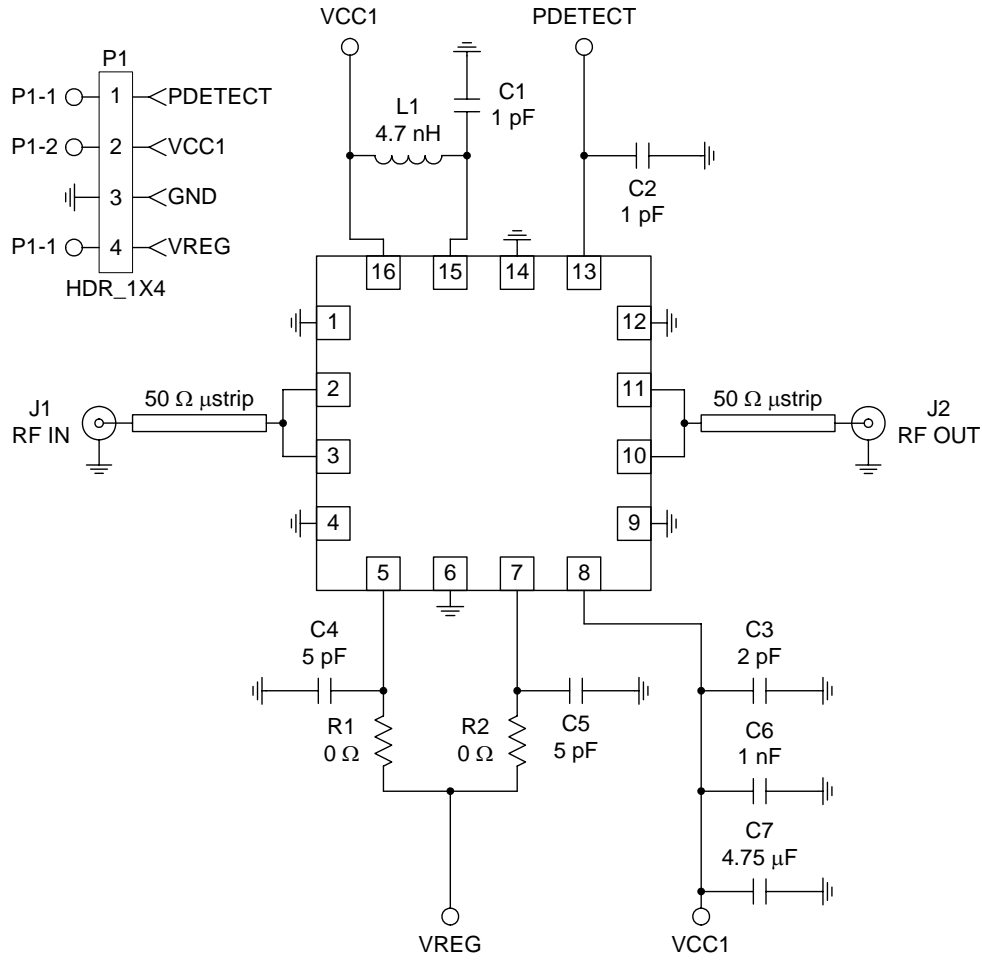 VCC1
PDETECT
P1
P1-1
1
PDETECT
P1-2
2
VCC1
3
GND
P1-1
4
VREG
HDR_1X4
L1
4.7 nH
C1
1 pF
C2
1 pF
16
15
14
13
1
12
2
11
3
10
4
9
5
6
7
8
J1
RF IN
50 Ω μstrip
50 Ω μstrip
J2
RF OUT
C4
5 pF
R1
0 Ω
R2
0 Ω
C5
5 pF
C3
2 pF
C6
1 nF
C7
4.75 μF
VREG
VCC1